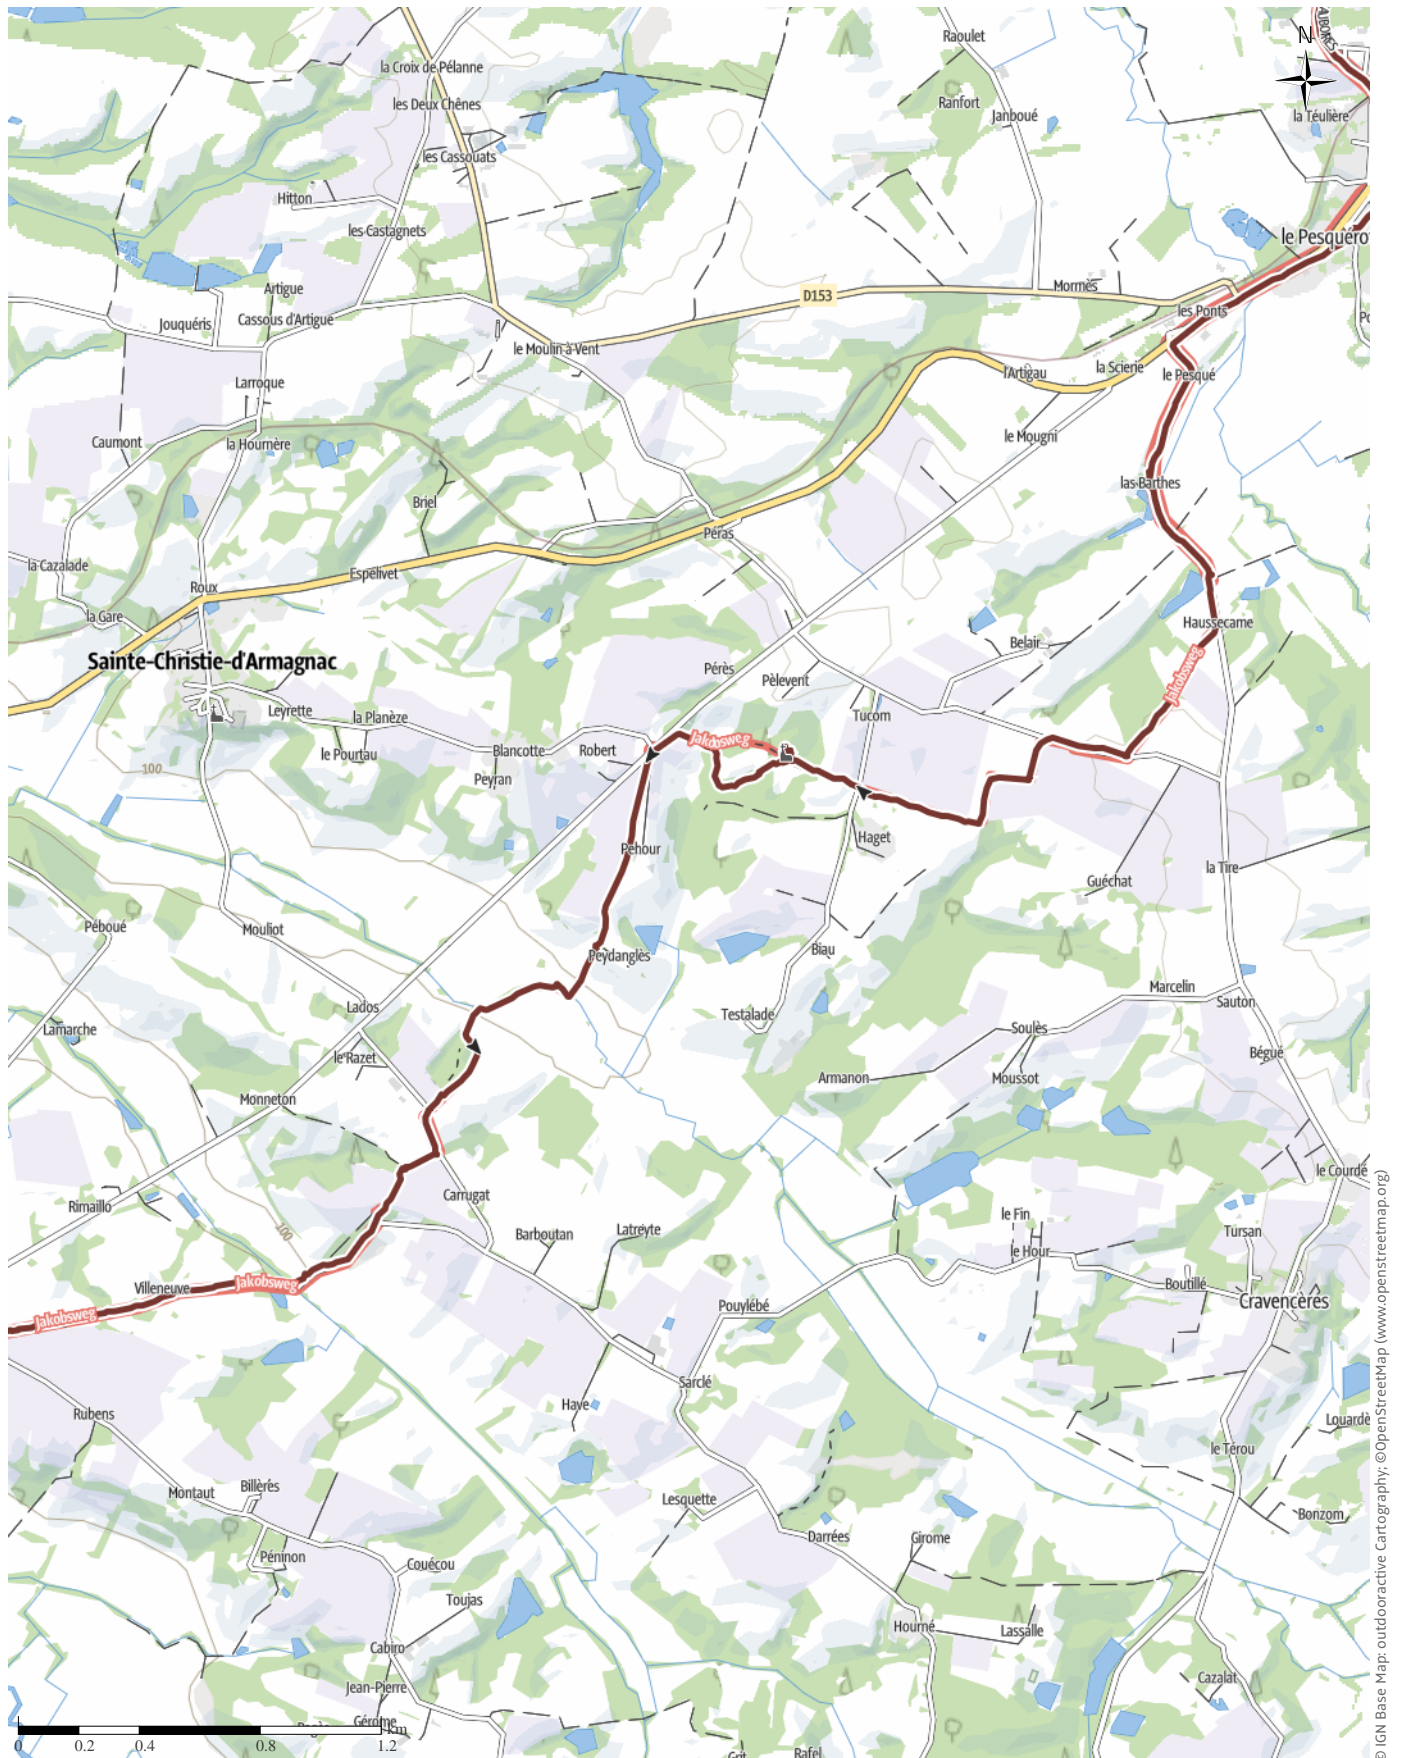 Raoulet
N
la Croix de Pélanne
les Deux Chênes
Ranfort
Janboué
la Téulière
les Cassouats
Hitton
les Castagnets
le Pesquéro
Artigue
D153
Mormès
Jouquéris
Cassous d'Artigue
les Ponts
le Moulin à Vent
l'Artigau
la Scierie
le Pesqué
Larroque
Caumont
la Hournère
le Mougni
las Barthes
Briel
Péras
la Cazalade
Espelivet
Roux
la Gare
Haussecame
Belair
Sainte-Christie-d'Armagnac
Pérès
Pèlevent
Jakobsweg
Leyrette
la Planèze
Tucom
Jakobsweg
le Pourtau
Blancotte
Robert
Peyran
100
Haget
Pehour
la Tire
Guéchat
Péboué
Mouliot
Biau
Peydanglès
Marcelin
Sauton
Lados
Testalade
Lamarche
Soulès
le Razet
Bégué
Armanon
Moussot
Monneton
le Courdé
Carrugat
Rimaillo
le Fin
Barboutan
Latreyte
Tursan
100
le Hour
Villeneuve
Jakobsweg
Boutillé
Cravencères
Pouylébé
Jakobsweg
Sarclé
Have
Rubens
Louardè
le Térou
Montaut
Billères
Lesquette
Bonzom
Darrées
Girome
Péninon
Couécou
Toujas
Hourné
Lassalle
Cabiro
Cazalat
Jean-Pierre
Gérome
km
0 0.2 0.4 0.8 1.2
Rafel
© IGN Base Map: outdooractive Cartography; ©OpenStreetMap (www.openstreetmap.org)